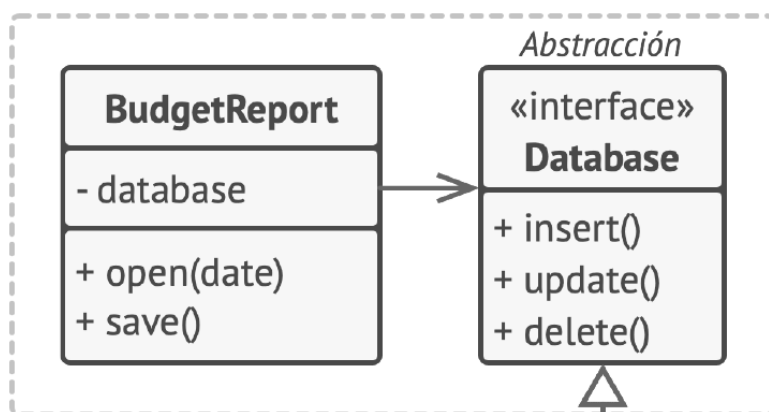 BudgetReport
- database
+ open(date)
+ save()
Abstracción
«interface»
Database
+ insert()
+ update()
+ delete()